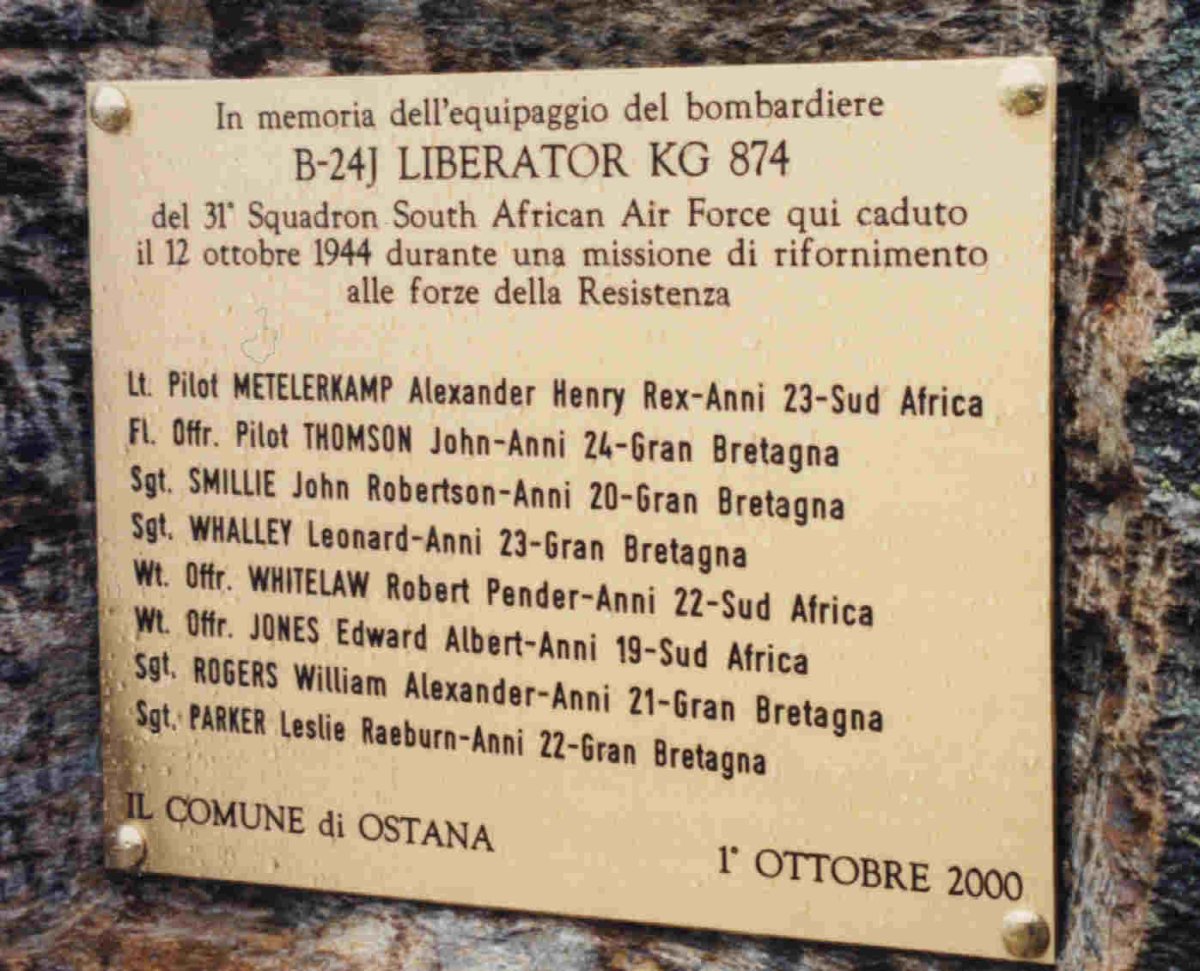 In memoria dell'equipaggio del bombardiere
B-24J LIBERATOR KG 874
del 31° Squadron South African Air Force qui caduto
il 12 ottobre 1944 durante una missione di rifornimento
alle forze della Resistenza
Lt. Pilot METELERKAMP Alexander Henry Rex-Anni 23-Sud Africa
Fl. Offr. Pilot THOMSON John-Anni 24-Gran Bretagna
Sgt. SMILLIE John Robertson-Anni 20-Gran Bretagna
Sgt. WHALLEY Leonard-Anni 23-Gran Bretagna
Wt. Offr. WHITELAW Robert Pender-Anni 22-Sud Africa
Wt. Offr. JONES Edward Albert-Anni 19-Sud Africa
Sgt. ROGERS William Alexander-Anni 21-Gran Bretagna
Sgt. PARKER Leslie Raeburn-Anni 22-Gran Bretagna
IL COMUNE di OSTANA
1° OTTOBRE 2000